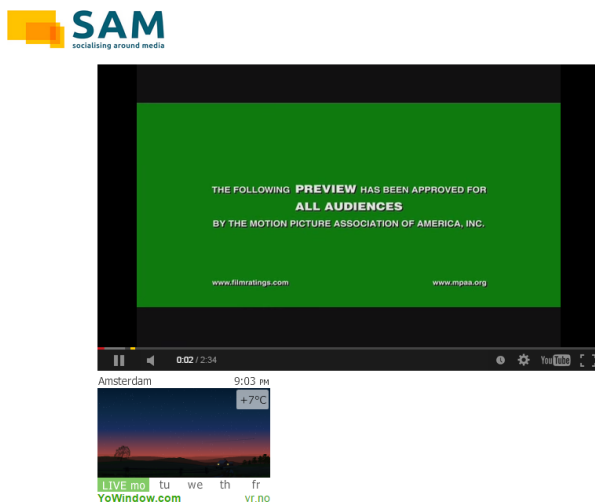 SAM
socialising around media
THE FOLLOWING PREVIEW HAS BEEN APPROVED FOR
ALL AUDIENCES
BY THE MOTION PICTURE ASSOCIATION OF AMERICA, INC.
www.filmratings.com www.mpaa.org
0:02 / 2:34 YouTube
Amsterdam 9:03 PM
+7°C
LIVE mo tu we th fr
YoWindow.com yr.no